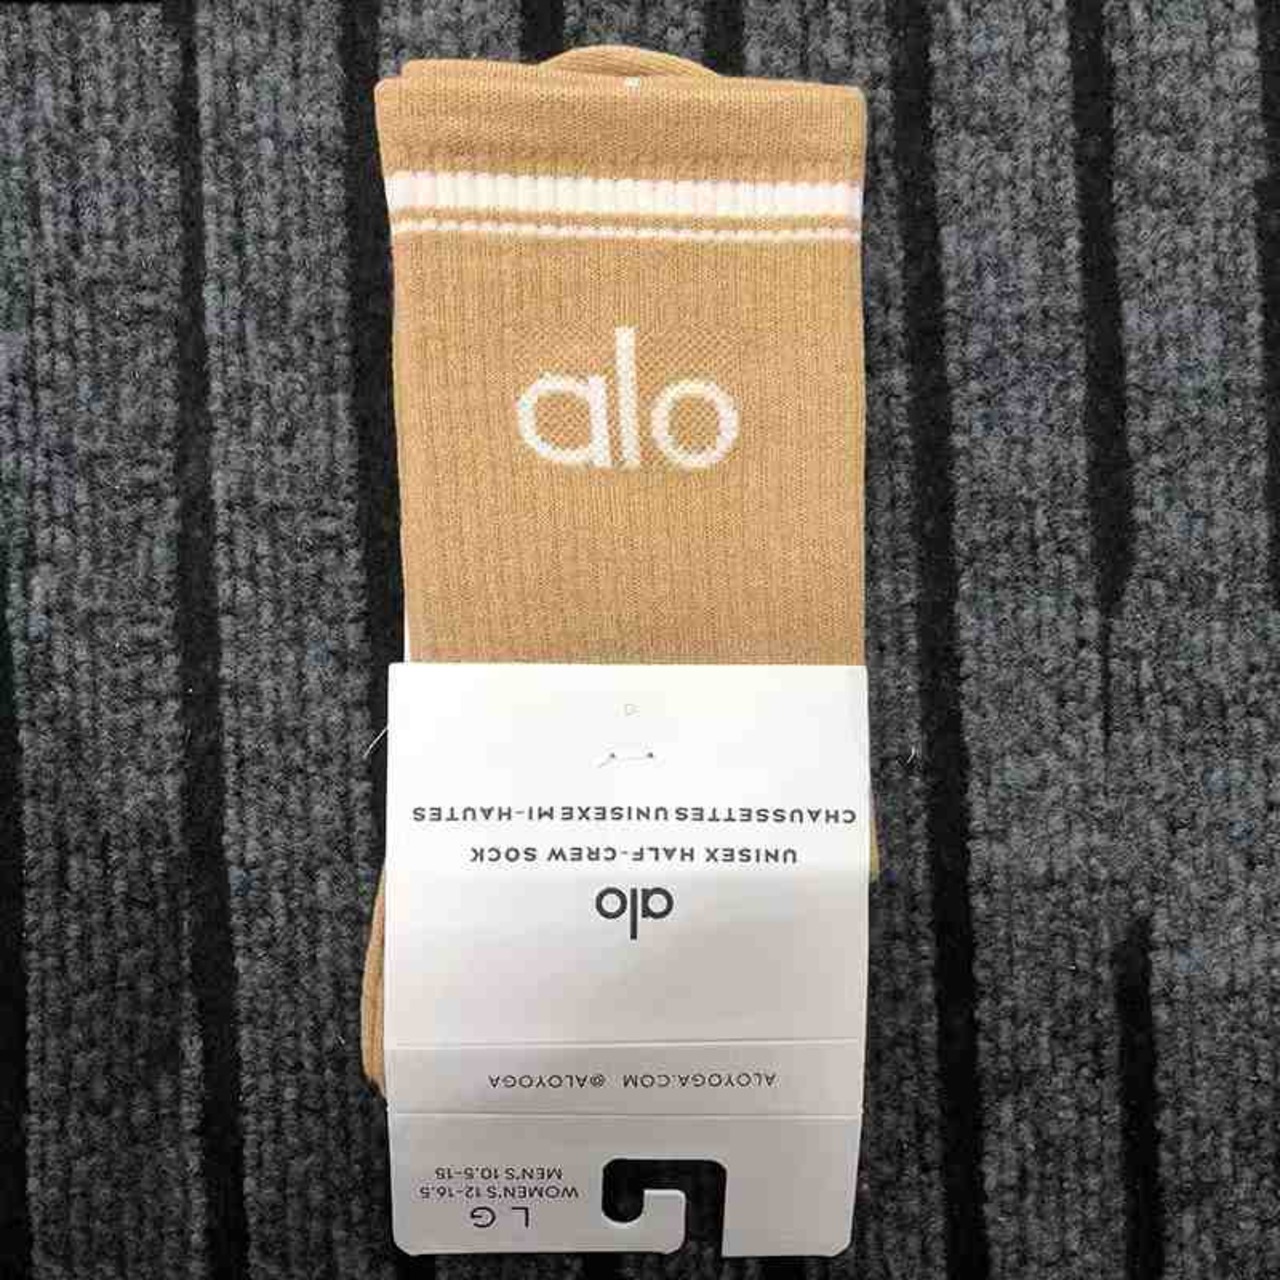 alo
L G
WOMEN'S 12-16.5
MEN'S 10.5-15
ALOYOGA.COM @ALOYOGA
alo
UNISEX HALF-CREW SOCK
CHAUSSETTES UNISEXE MI-HAUTES